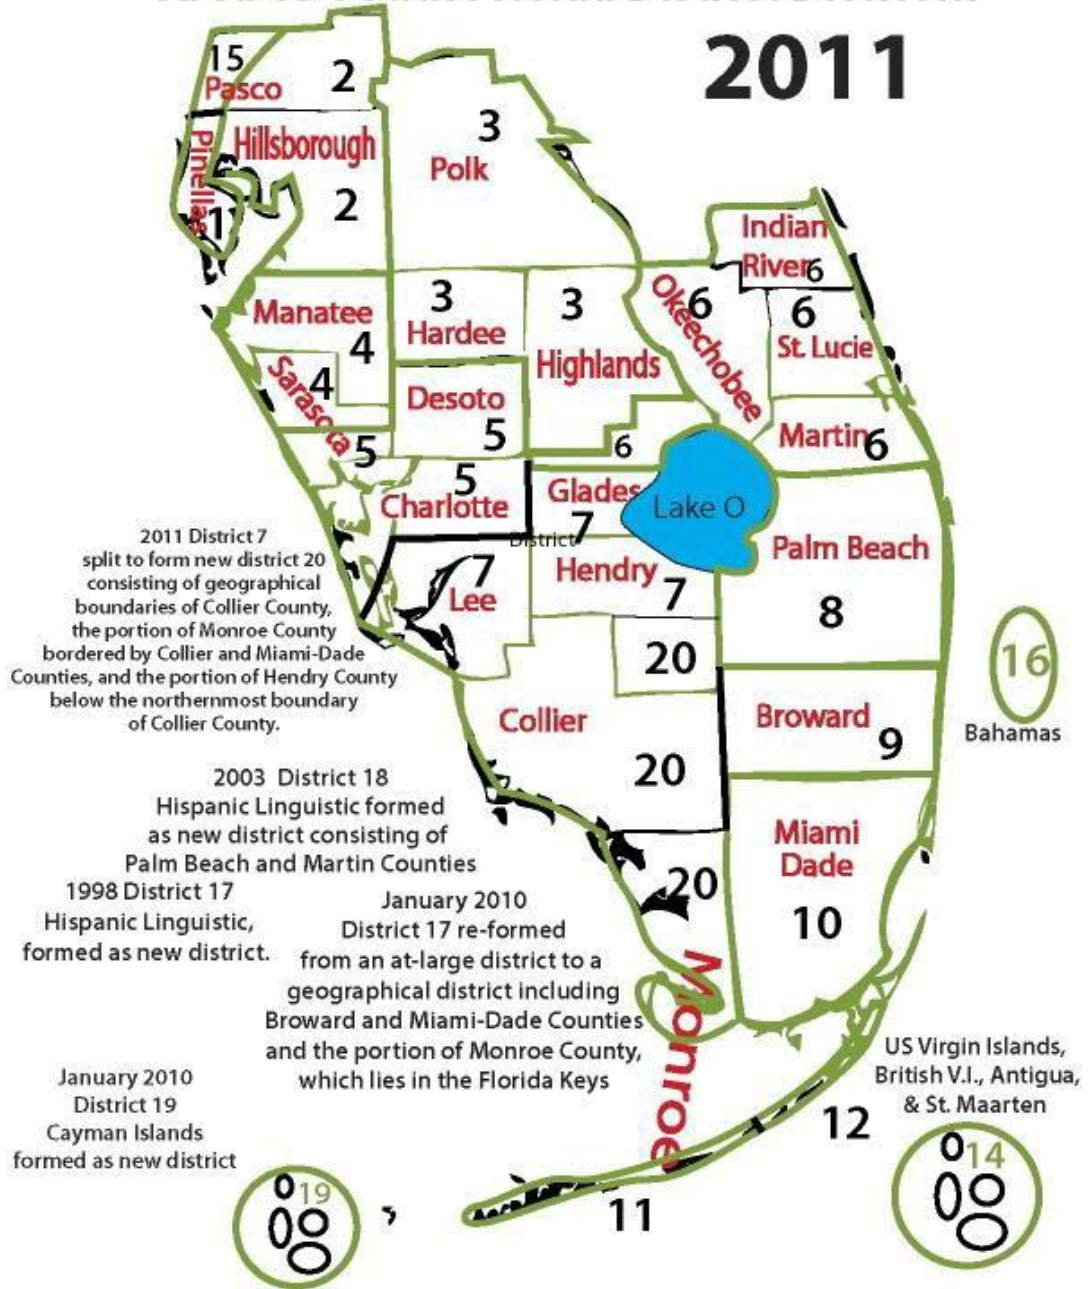 2011
15
Pasco
2
3
Polk
Pinellas
Hillsborough
2
1
Indian
River 6
Manatee
4
3
Hardee
3
Highlands
Okeechobee
6
6
St. Lucie
Sarasota
4
Desoto
5
Martin 6
5
6
5
Charlotte
Glades
7
Lake O
District
Palm Beach
8
7
Lee
Hendry
7
2011 District 7
split to form new district 20
consisting of geographical
boundaries of Collier County,
the portion of Monroe County
bordered by Collier and Miami-Dade
Counties, and the portion of Hendry County
below the northernmost boundary
of Collier County.
20
16
Bahamas
Collier
20
Broward
9
2003 District 18
Hispanic Linguistic formed
as new district consisting of
Palm Beach and Martin Counties
1998 District 17
Hispanic Linguistic,
formed as new district.
Miami
Dade
10
20
January 2010
District 17 re-formed
from an at-large district to a
geographical district including
Broward and Miami-Dade Counties
and the portion of Monroe County,
which lies in the Florida Keys
Monroe
January 2010
District 19
Cayman Islands
formed as new district
19
11
12
US Virgin Islands,
British V.I., Antigua,
& St. Maarten
14